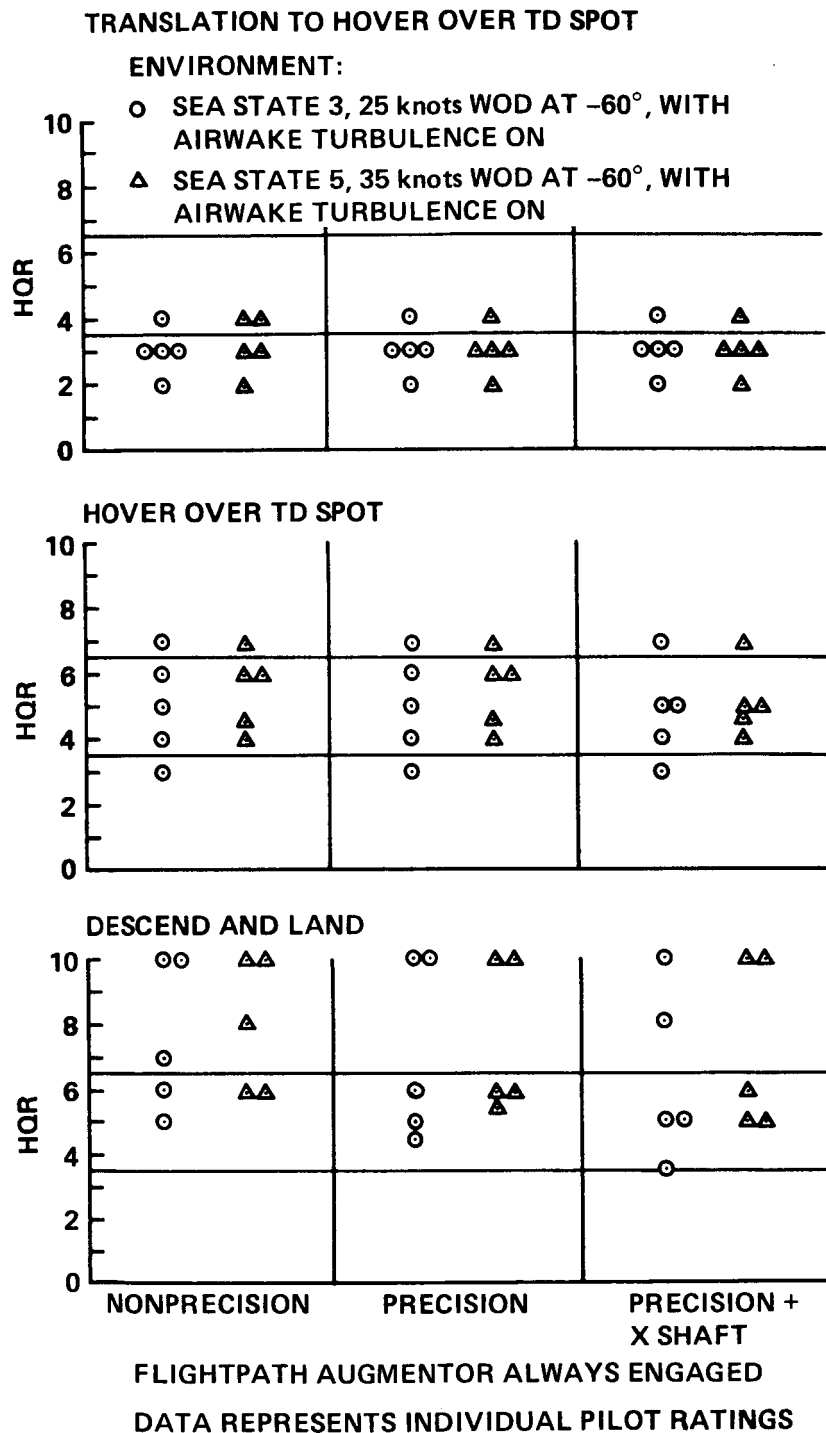 TRANSLATION TO HOVER OVER TD SPOT
ENVIRONMENT:
SEA STATE 3, 25 knots WOD AT −60°, WITH
AIRWAKE TURBULENCE ON
SEA STATE 5, 35 knots WOD AT −60°, WITH
AIRWAKE TURBULENCE ON
10
8
6
4
2
0
HQR
HOVER OVER TD SPOT
10
8
6
4
2
0
HQR
DESCEND AND LAND
10
8
6
4
2
0
HQR
NONPRECISION
PRECISION
PRECISION +
X SHAFT
FLIGHTPATH AUGMENTOR ALWAYS ENGAGED
DATA REPRESENTS INDIVIDUAL PILOT RATINGS